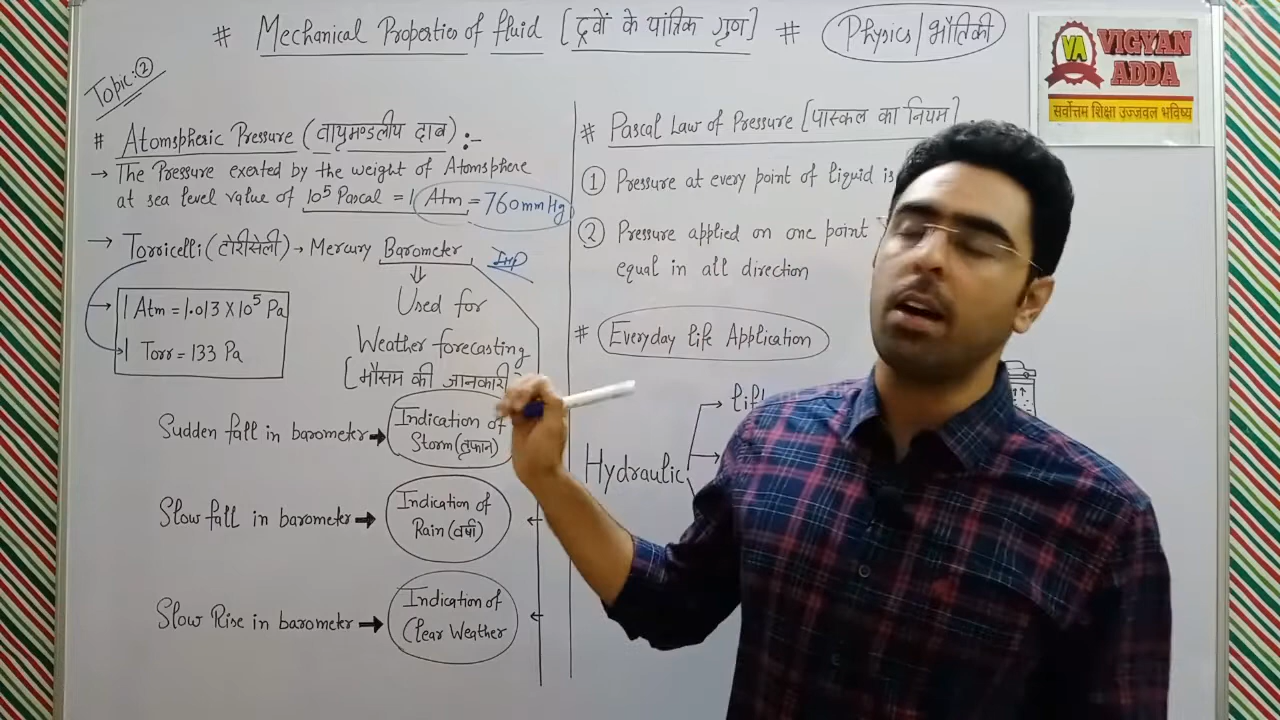 # Mechanical Properties of fluid [द्रवों के यांत्रिक गुण] # Physics/भौतिकी
VIGYAN
ADDA
VA
सर्वोत्तम शिक्षा उज्जवल भविष्य
Topic:②
# Atomspheric Pressure (वायुमण्डलीय दाब) :-
→ The Pressure exerted by the weight of Atomsphere
at sea level value of 10⁵ Pascal = 1 Atm = 760mmHg
→ Torricelli (टोरीसेली) → Mercury Barometer IMP
1 Atm = 1.013 X 10⁵ Pa
1 Torr = 133 Pa
Used for
Weather forecasting
[मौसम की जानकारी
Sudden fall in barometer → Indication of
Storm (तूफान)
Slow fall in barometer → Indication of
Rain (वर्षा)
Slow Rise in barometer → Indication of
Clear Weather
# Pascal Law of Pressure [पास्कल का नियम]
① Pressure at every point of liquid is
② Pressure applied on one point
equal in all direction
# Everyday life Application
Hydraulic